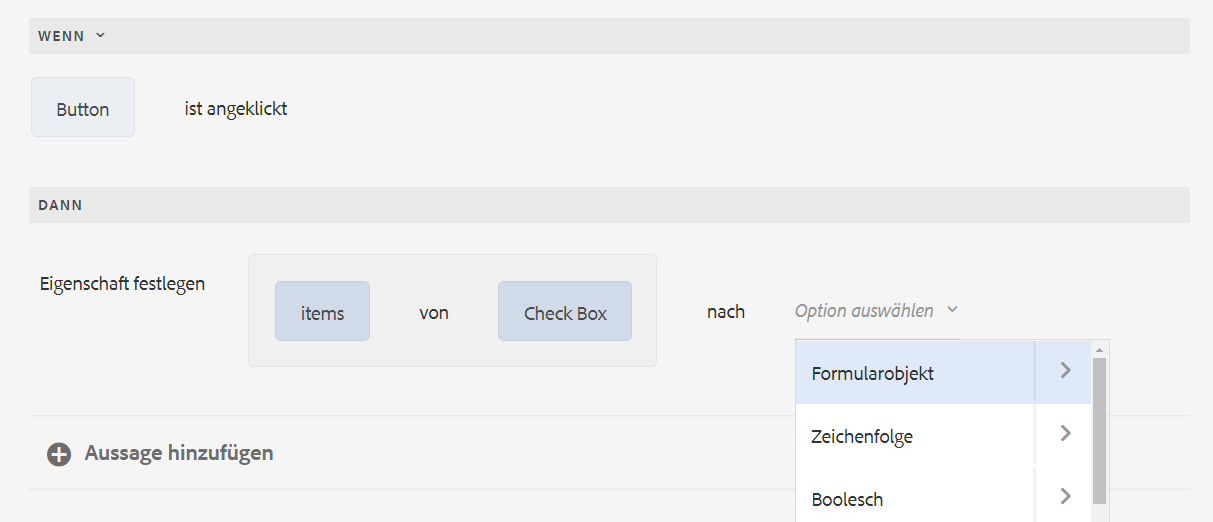 WENN
Button
ist angeklickt
DANN
Eigenschaft festlegen
items
von
Check Box
nach
Option auswählen
Formularobjekt
Zeichenfolge
Aussage hinzufügen
Boolesch